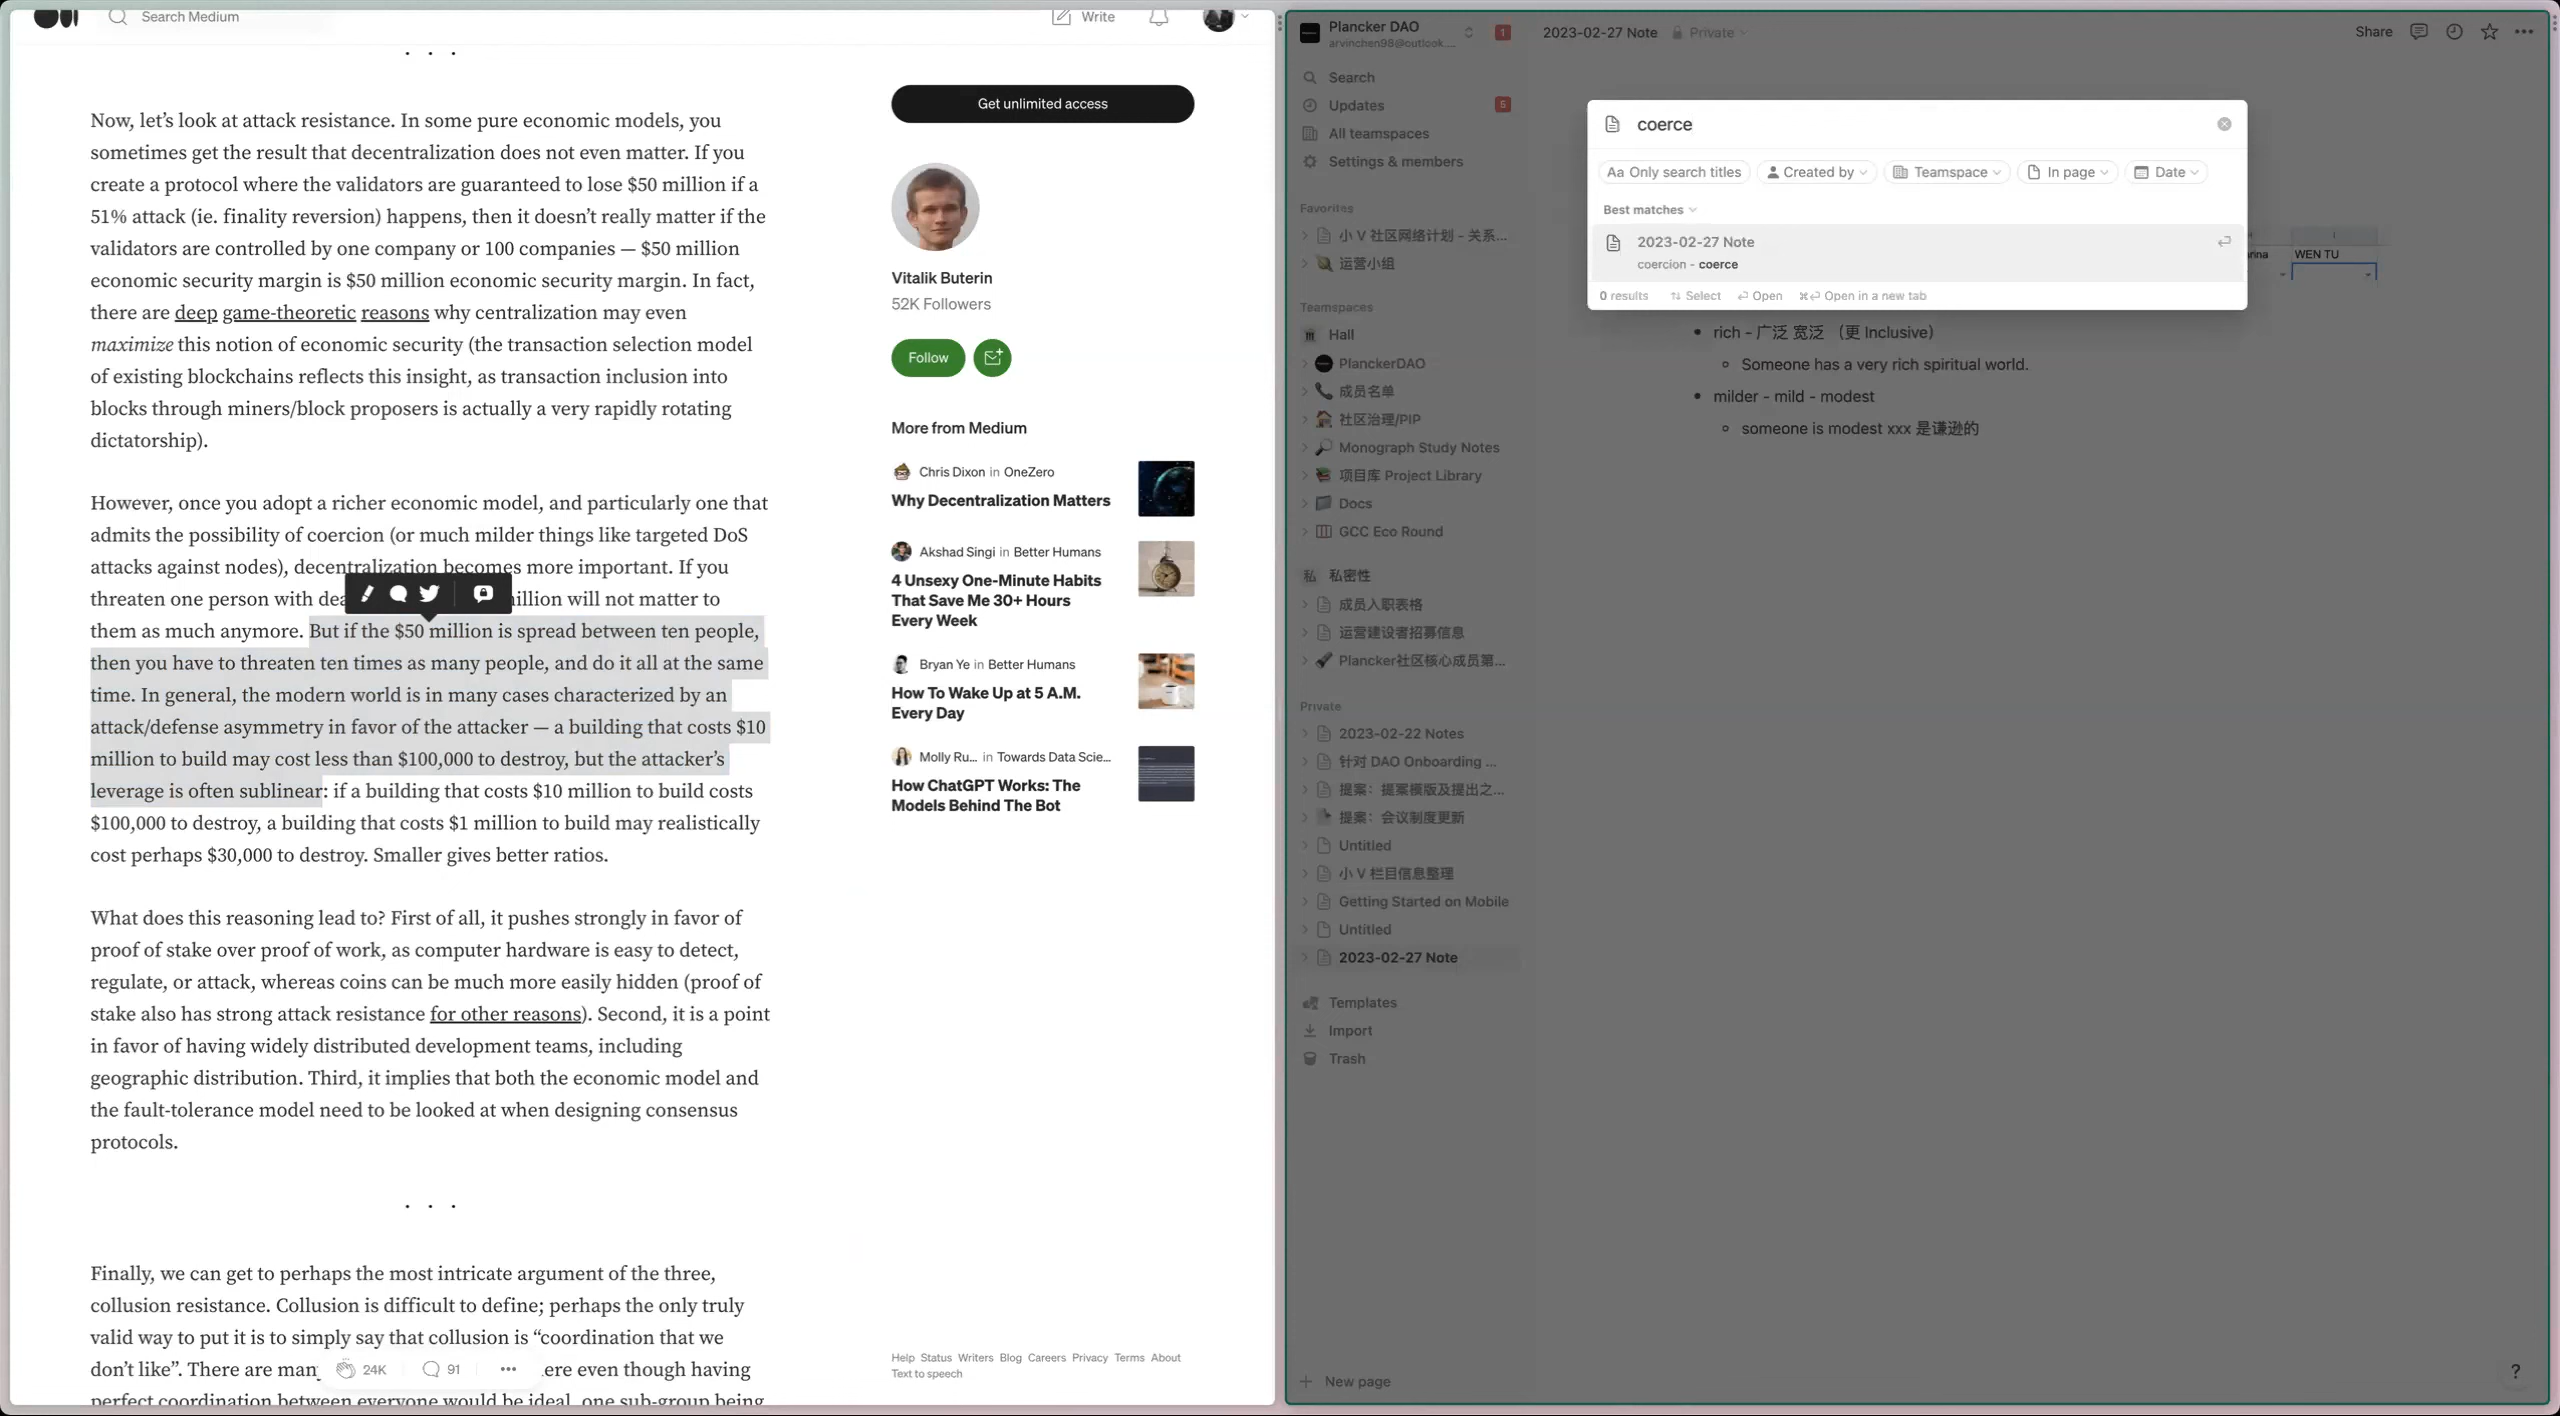 Search Medium
Write
. . .
Now, let’s look at attack resistance. In some pure economic models, you
sometimes get the result that decentralization does not even matter. If you
create a protocol where the validators are guaranteed to lose $50 million if a
51% attack (ie. finality reversion) happens, then it doesn’t really matter if the
validators are controlled by one company or 100 companies — $50 million
economic security margin is $50 million economic security margin. In fact,
there are deep game-theoretic reasons why centralization may even
maximize this notion of economic security (the transaction selection model
of existing blockchains reflects this insight, as transaction inclusion into
blocks through miners/block proposers is actually a very rapidly rotating
dictatorship).
However, once you adopt a richer economic model, and particularly one that
admits the possibility of coercion (or much milder things like targeted DoS
attacks against nodes), decentralization becomes more important. If you
threaten one person with dea
illion will not matter to
them as much anymore. But if the $50 million is spread between ten people,
then you have to threaten ten times as many people, and do it all at the same
time. In general, the modern world is in many cases characterized by an
attack/defense asymmetry in favor of the attacker — a building that costs $10
million to build may cost less than $100,000 to destroy, but the attacker’s
leverage is often sublinear: if a building that costs $10 million to build costs
$100,000 to destroy, a building that costs $1 million to build may realistically
cost perhaps $30,000 to destroy. Smaller gives better ratios.
What does this reasoning lead to? First of all, it pushes strongly in favor of
proof of stake over proof of work, as computer hardware is easy to detect,
regulate, or attack, whereas coins can be much more easily hidden (proof of
stake also has strong attack resistance for other reasons). Second, it is a point
in favor of having widely distributed development teams, including
geographic distribution. Third, it implies that both the economic model and
the fault-tolerance model need to be looked at when designing consensus
protocols.
. . .
Finally, we can get to perhaps the most intricate argument of the three,
collusion resistance. Collusion is difficult to define; perhaps the only truly
valid way to put it is to simply say that collusion is “coordination that we
don’t like”. There are many
ere even though having
perfect coordination between everyone would be ideal, one sub-group being
24K
91
Get unlimited access
Vitalik Buterin
52K Followers
Follow
More from Medium
Chris Dixon in OneZero
Why Decentralization Matters
Akshad Singi in Better Humans
4 Unsexy One-Minute Habits
That Save Me 30+ Hours
Every Week
Bryan Ye in Better Humans
How To Wake Up at 5 A.M.
Every Day
Molly Ru... in Towards Data Scie...
How ChatGPT Works: The
Models Behind The Bot
Help Status Writers Blog Careers Privacy Terms About
Text to speech
Plancker DAO
arvinchen98@outlook....
1
Search
Updates
5
All teamspaces
Settings & members
Favorites
小 V 社区网络计划 - 关系...
运营小组
Teamspaces
Hall
PlanckerDAO
成员名单
社区治理/PIP
Monograph Study Notes
项目库 Project Library
Docs
GCC Eco Round
私 私密性
成员入职表格
运营建设者招募信息
Plancker社区核心成员第...
Private
2023-02-22 Notes
针对 DAO Onboarding ...
提案：提案模版及提出之...
提案：会议制度更新
Untitled
小 V 栏目信息整理
Getting Started on Mobile
Untitled
2023-02-27 Note
Templates
Import
Trash
New page
2023-02-27 Note Private
Share
coerce
Aa Only search titles
Created by
Teamspace
In page
Date
Best matches
2023-02-27 Note
coercion - coerce
0 results
Select
Open
Open in a new tab
rina
I
WEN TU
• rich - 广泛 宽泛 （更 Inclusive）
Someone has a very rich spiritual world.
• milder - mild - modest
someone is modest xxx 是谦逊的
?